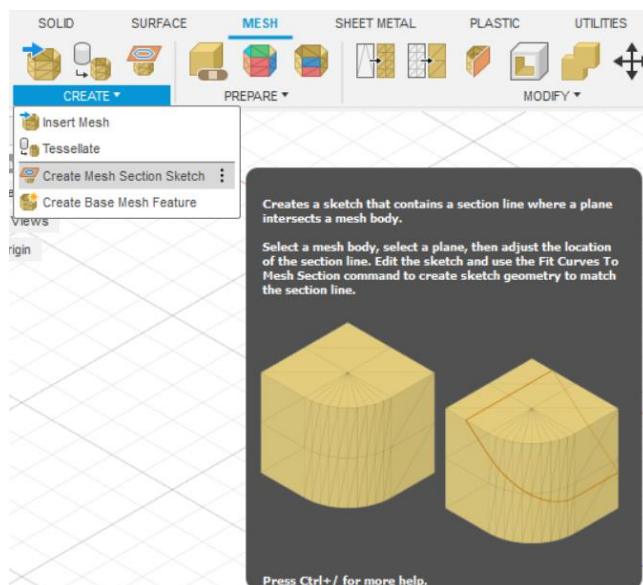 SOLID SURFACE MESH SHEET METAL PLASTIC UTILITIES
CREATE PREPARE MODIFY
Insert Mesh
Tessellate
Create Mesh Section Sketch
Create Base Mesh Feature
Views
rigin
Creates a sketch that contains a section line where a plane
intersects a mesh body.
Select a mesh body, select a plane, then adjust the location
of the section line. Edit the sketch and use the Fit Curves To
Mesh Section command to create sketch geometry to match
the section line.
Press Ctrl+/ for more help.